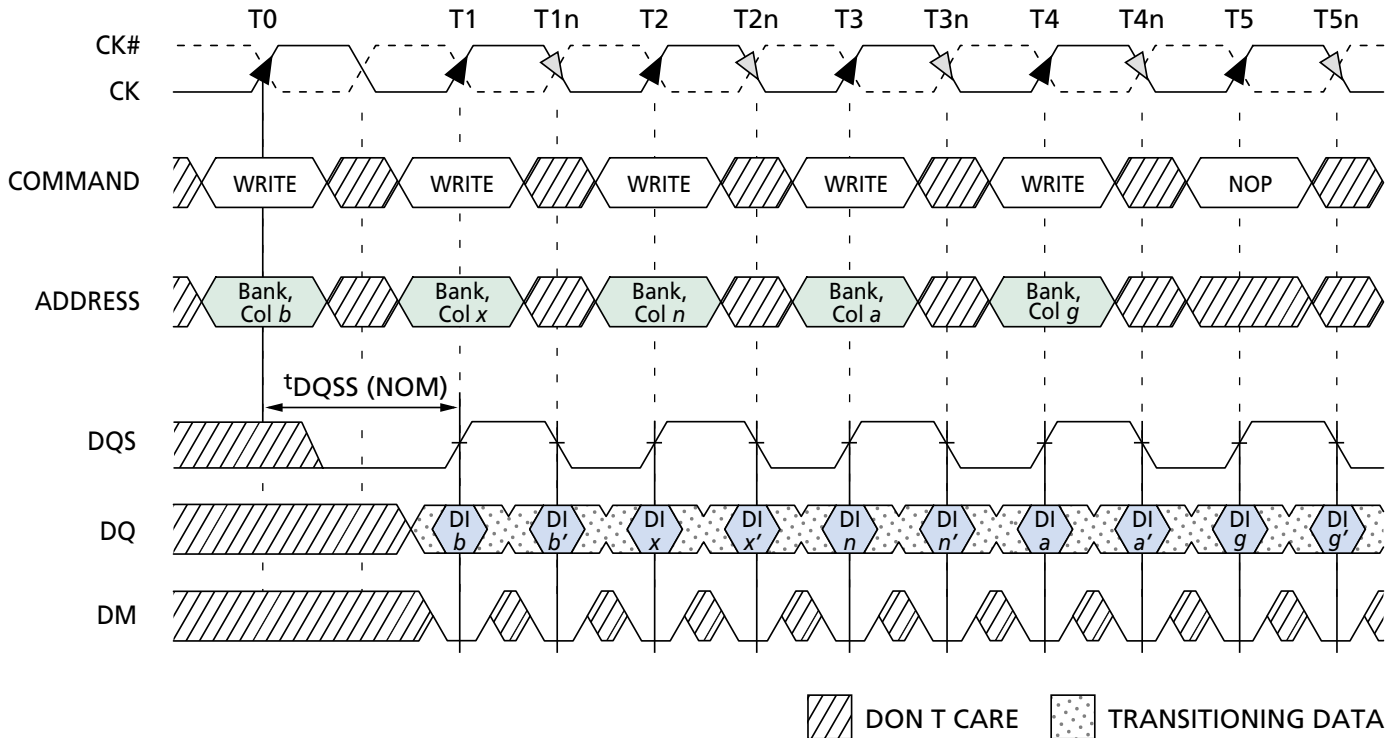 T0 T1 T1n T2 T2n T3 T3n T4 T4n T5 T5n
CK#
CK
COMMAND WRITE WRITE WRITE WRITE WRITE NOP
ADDRESS Bank, Col b Bank, Col x Bank, Col n Bank, Col a Bank, Col g
tDQSS (NOM)
DQS
DQ DI b DI b’ DI x DI x’ DI n DI n’ DI a DI a’ DI g DI g’
DM
DON T CARE TRANSITIONING DATA